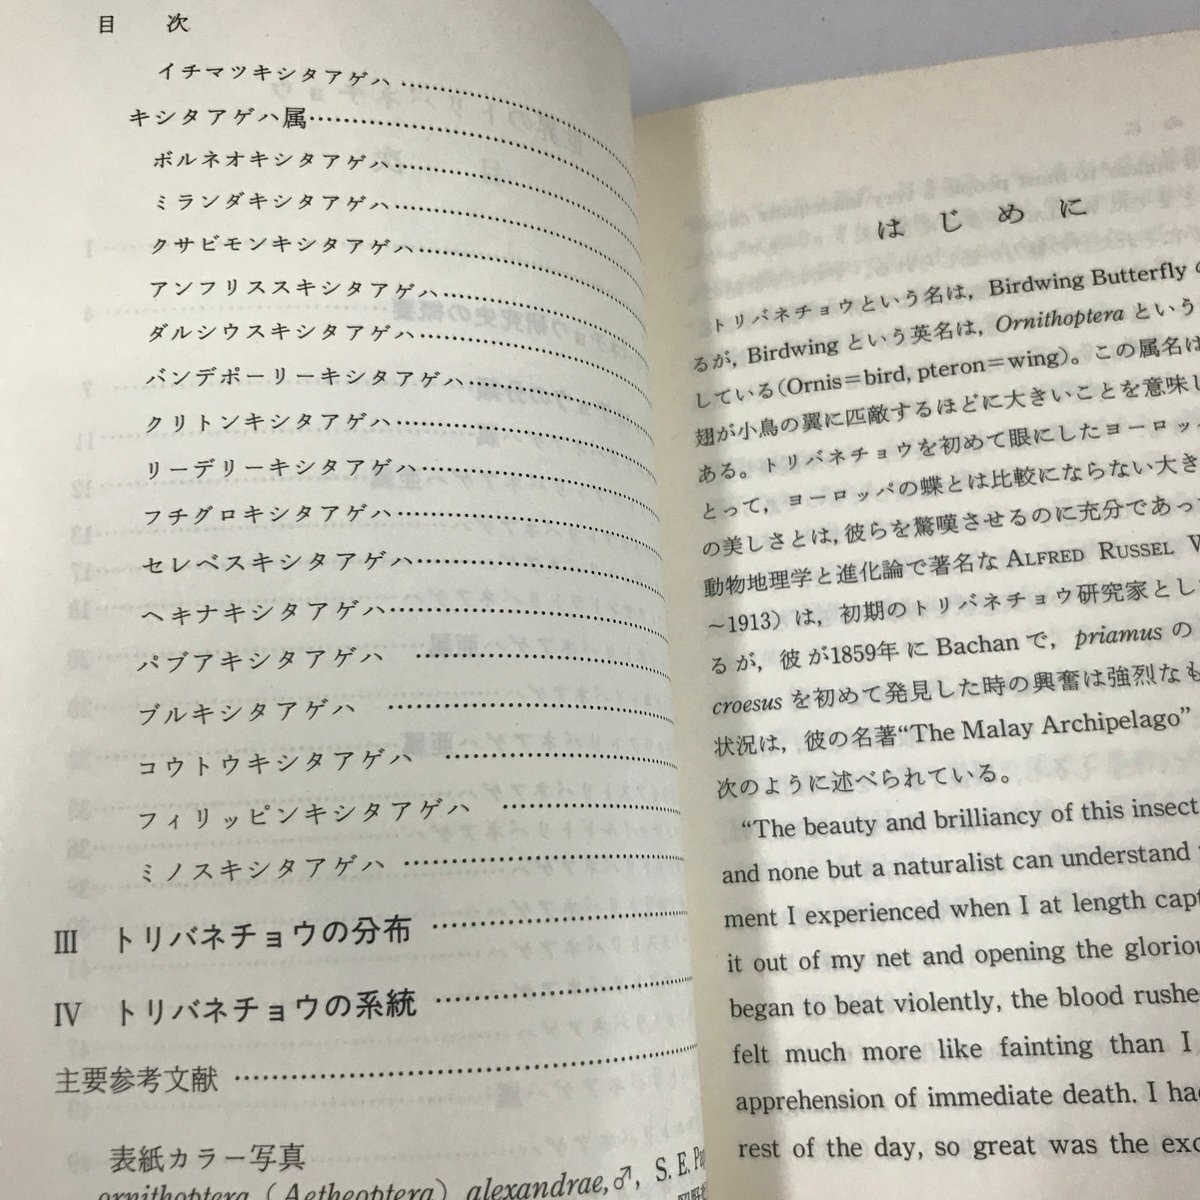 目 次
イチマツキシタアゲハ
キシタアゲハ属
ボルネオキシタアゲハ
ミランダキシタアゲハ
クサビモンキシタアゲハ
アンフリススキシタアゲハ
ダルシウスキシタアゲハ
バンデポーリーキシタアゲハ
クリトンキシタアゲハ
リーデリーキシタアゲハ
フチグロキシタアゲハ
セレベスキシタアゲハ
ヘキナキシタアゲハ
パプアキシタアゲハ
ブルキシタアゲハ
コウトウキシタアゲハ
フィリッピンキシタアゲハ
ミノスキシタアゲハ
III トリバネチョウの分布
IV トリバネチョウの系統
主要参考文献
表紙カラー写真
ornithoptera (Aetheoptera) alexandrae, ♂, S. E.
はじめに
トリバネチョウという名は, Birdwing Butterfly
るが, Birdwing という英名は, Ornithoptera という
している(Ornis=bird, pteron=wing)。この属名は
翅が小鳥の翼に匹敵するほどに大きいことを意味し
ある。トリバネチョウを初めて眼にしたヨーロッ
とって, ヨーロッパの蝶とは比較にならない大き
の美しさとは, 彼らを驚嘆させるのに充分であっ
動物地理学と進化論で著名な ALFRED RUSSEL
～1913) は, 初期のトリバネチョウ研究家とし
るが, 彼が1859年に Bachan で, priamus の
croesus を初めて発見した時の興奮は強烈な
状況は, 彼の名著“The Malay Archipelago”
次のように述べられている。
“The beauty and brilliancy of this insect
and none but a naturalist can understand
ment I experienced when I at length
it out of my net and opening the
began to beat violently, the blood
felt much more like fainting than I
apprehension of immediate death. I
rest of the day, so great was the